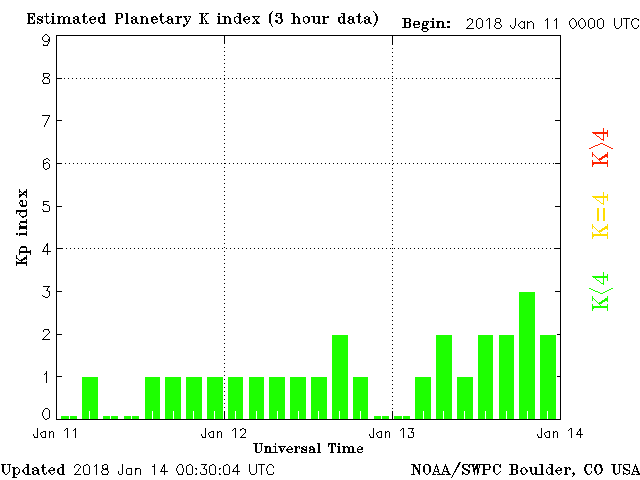 Estimated Planetary K index (3 hour data) Begin: 2018 Jan 11 0000 UTC
9
8
7
6
5
4
3
2
1
0
Kp index
K>4
K=4
K<4
Jan 11 Jan 12 Jan 13 Jan 14
Universal Time
Updated 2018 Jan 14 00:30:04 UTC NOAA/SWPC Boulder, CO USA